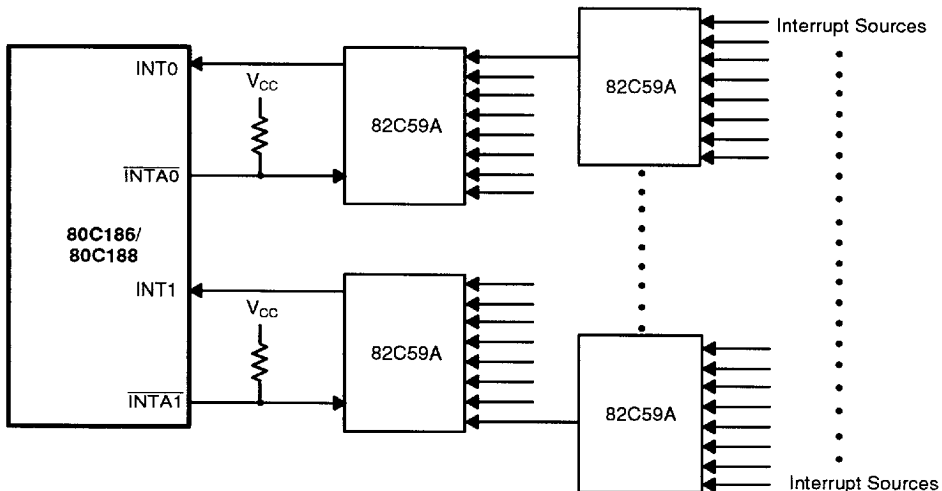 INT0
VCC
82C59A
82C59A
Interrupt Sources
INTA0
80C186/
80C188
INT1
VCC
82C59A
INTA1
82C59A
Interrupt Sources